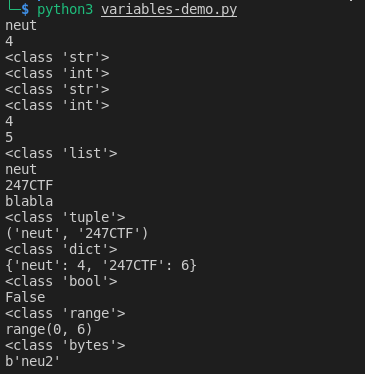 └─$ python3 variables-demo.py
neut
4
<class 'str'>
<class 'int'>
<class 'str'>
<class 'int'>
4
5
<class 'list'>
neut
247CTF
blabla
<class 'tuple'>
('neut', '247CTF')
<class 'dict'>
{'neut': 4, '247CTF': 6}
<class 'bool'>
False
<class 'range'>
range(0, 6)
<class 'bytes'>
b'neu2'